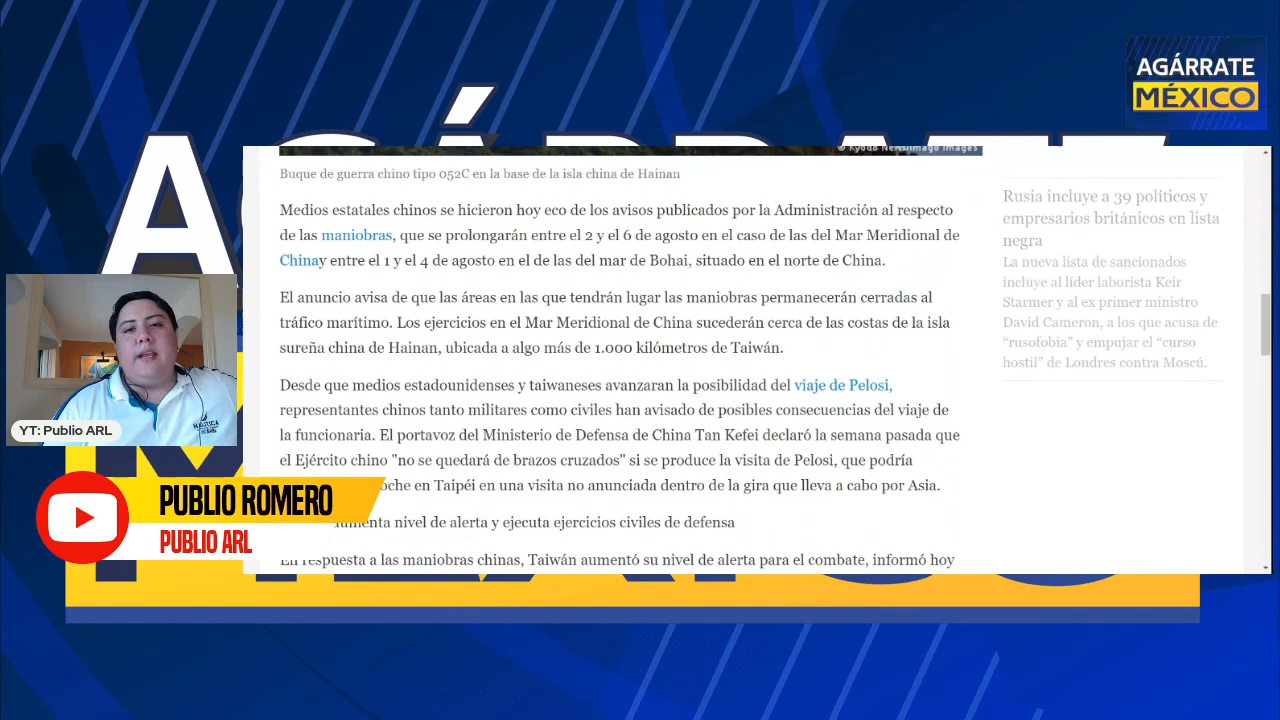 AGÁRRATE
MÉXICO
© Kyodo News/Imago Images
Buque de guerra chino tipo 052C en la base de la isla china de Hainan
Medios estatales chinos se hicieron hoy eco de los avisos publicados por la Administración al respecto
de las maniobras, que se prolongarán entre el 2 y el 6 de agosto en el caso de las del Mar Meridional de
Chinay entre el 1 y el 4 de agosto en el de las del mar de Bohai, situado en el norte de China.
El anuncio avisa de que las áreas en las que tendrán lugar las maniobras permanecerán cerradas al
tráfico marítimo. Los ejercicios en el Mar Meridional de China sucederán cerca de las costas de la isla
sureña china de Hainan, ubicada a algo más de 1.000 kilómetros de Taiwán.
Desde que medios estadounidenses y taiwaneses avanzaran la posibilidad del viaje de Pelosi,
representantes chinos tanto militares como civiles han avisado de posibles consecuencias del viaje de
la funcionaria. El portavoz del Ministerio de Defensa de China Tan Kefei declaró la semana pasada que
el Ejército chino "no se quedará de brazos cruzados" si se produce la visita de Pelosi, que podría
oche en Taipéi en una visita no anunciada dentro de la gira que lleva a cabo por Asia.
umenta nivel de alerta y ejecuta ejercicios civiles de defensa
En respuesta a las maniobras chinas, Taiwán aumentó su nivel de alerta para el combate, informó hoy
Rusia incluye a 39 políticos y
empresarios británicos en lista
negra
La nueva lista de sancionados
incluye al líder laborista Keir
Starmer y al ex primer ministro
David Cameron, a los que acusa de
“rusofobia” y empujar el “curso
hostil” de Londres contra Moscú.
NAUTICA
YT: Publio ARL
PUBLIO ROMERO
PUBLIO ARL